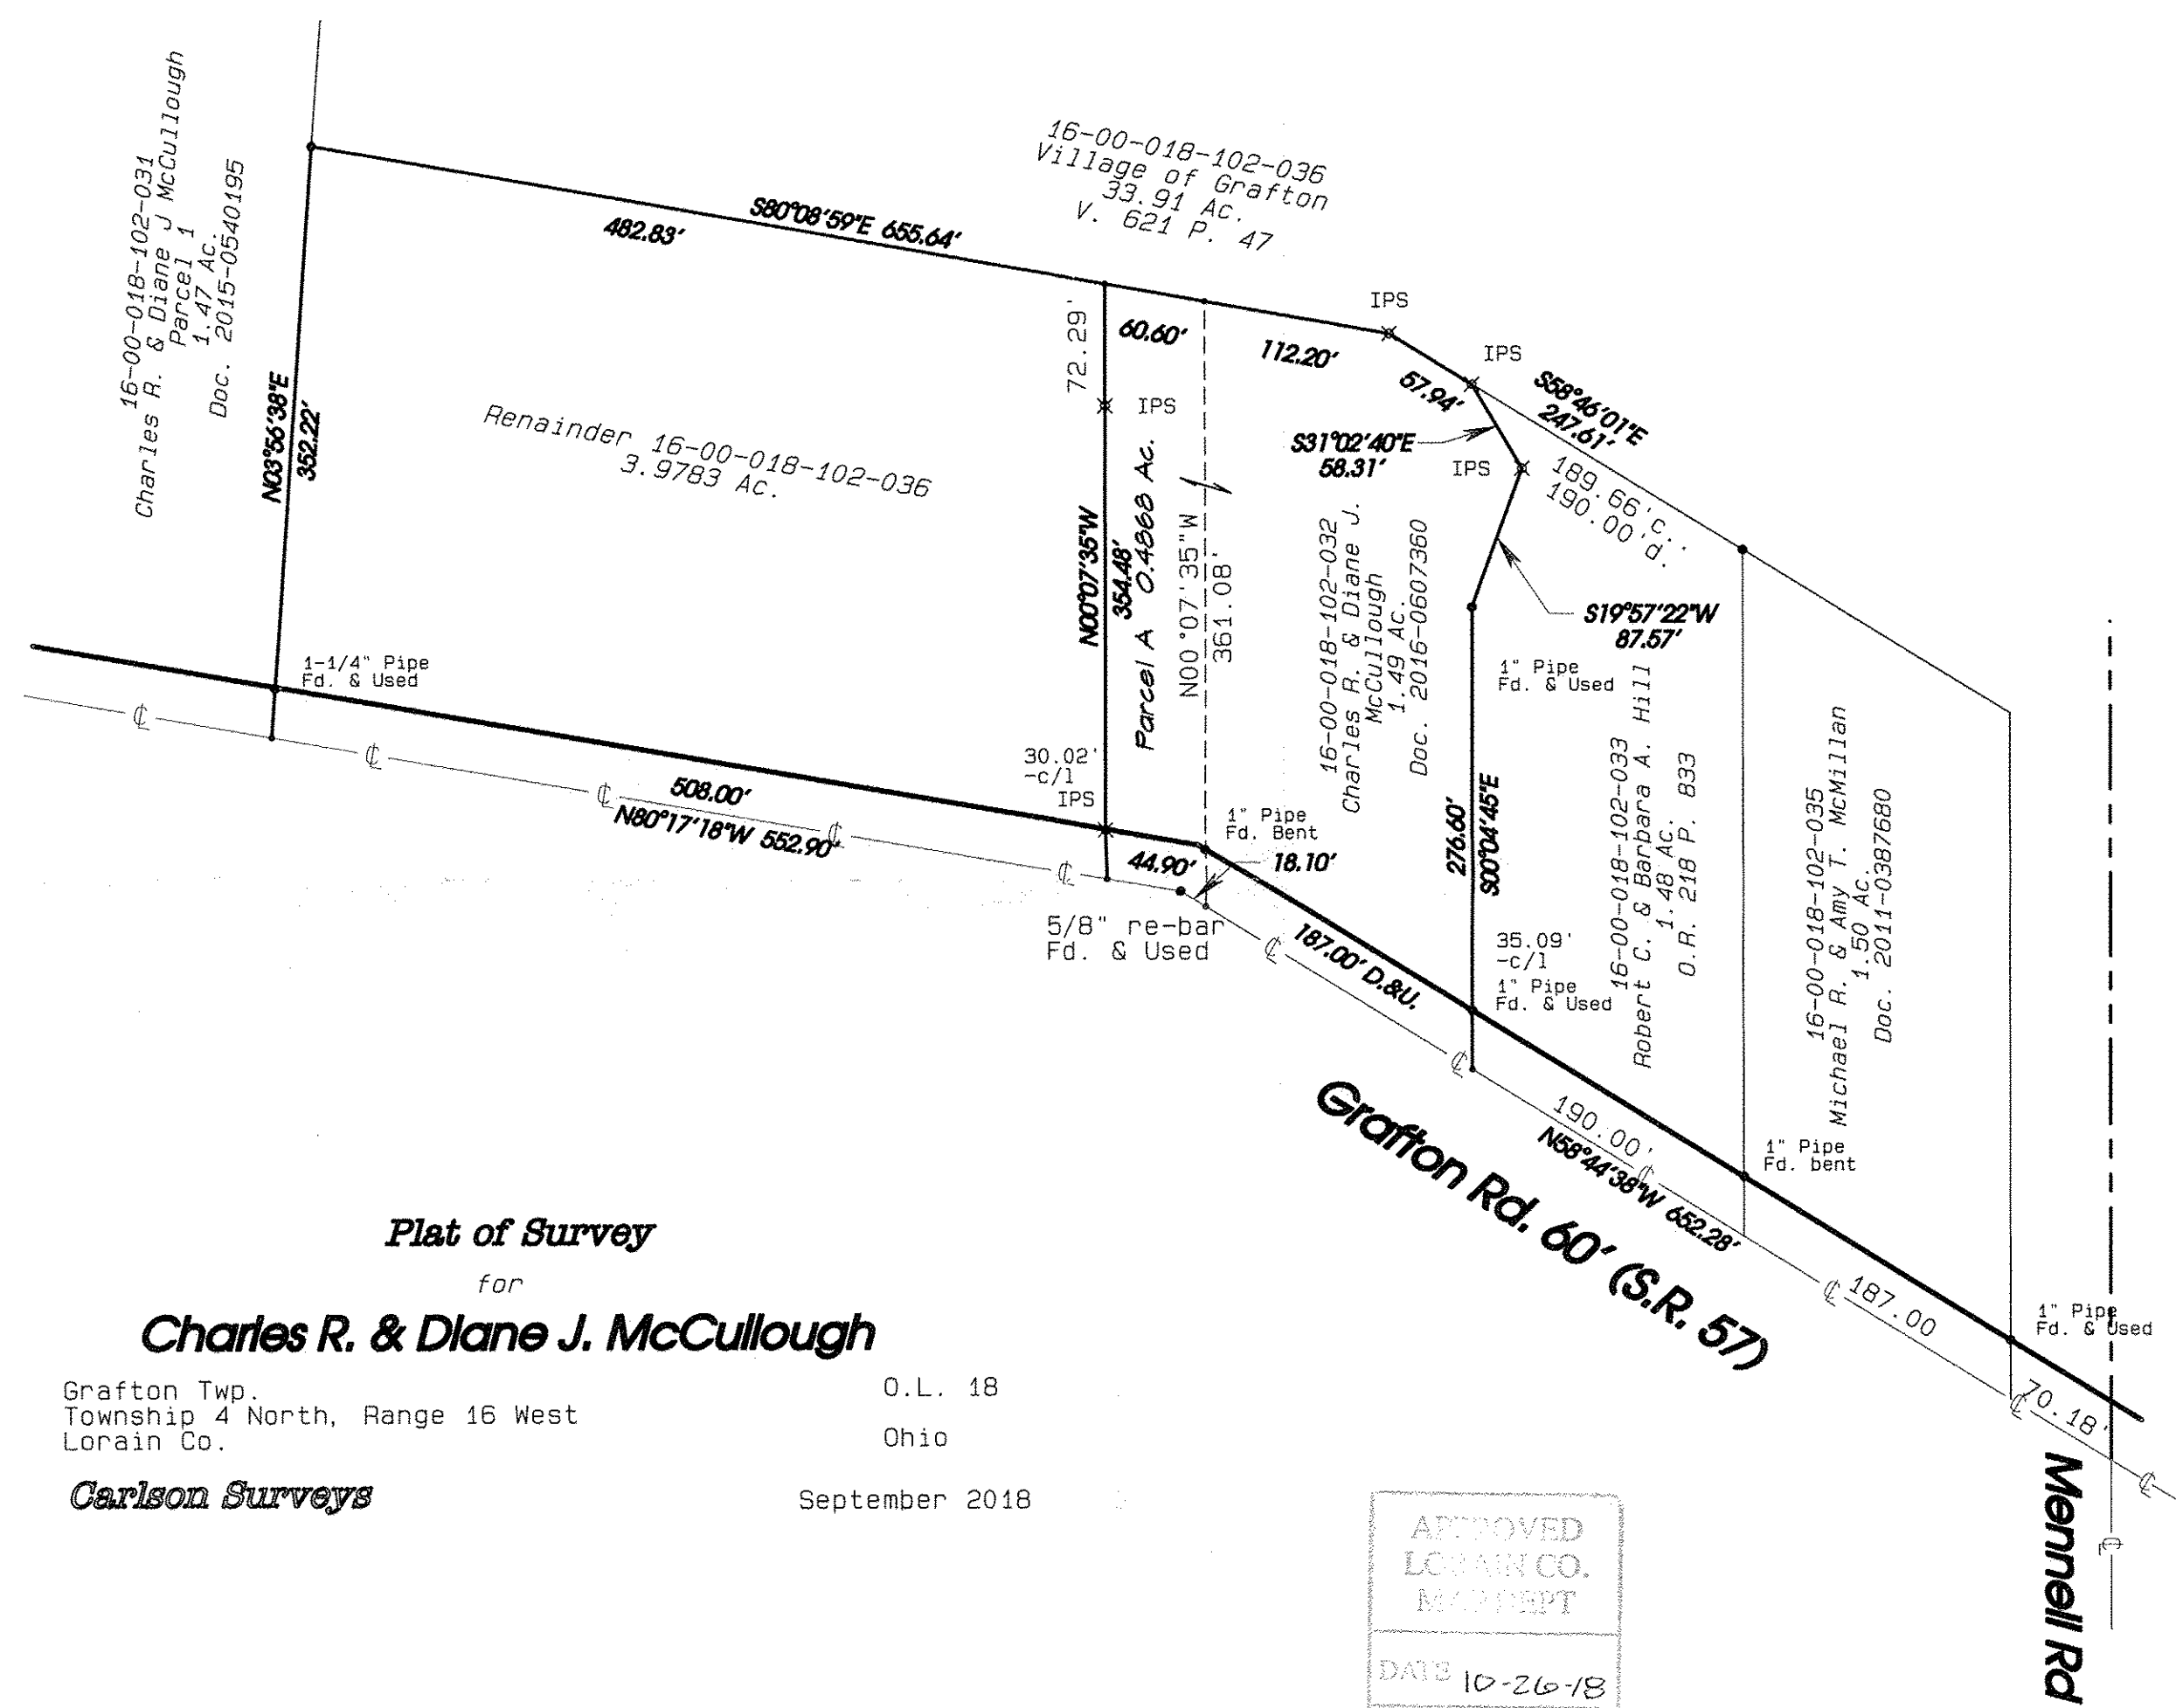 16-00-018-102-031
Charles R. & Diane J McCullough
Parcel 1
1.47 Ac.
Doc. 2015-0540195
N03°56'38"E
352.22'
16-00-018-102-036
Village of Grafton
33.91 Ac.
V. 621 P. 47
S80°08'59"E 655.64'
482.83'
Renainder 16-00-018-102-036
3.9783 Ac.
72.29'
60.60'
112.20'
IPS
IPS
IPS
57.94'
S58°46'01"E
247.61'
S31°02'40"E
58.31'
IPS
189.66'c.
190.00'd.
N00°07'35"W
354.48'
Parcel A 0.4868 Ac.
N00°07'35"W
361.08'
16-00-018-102-032
Charles R. & Diane J.
McCullough
1.49 Ac.
Doc. 2016-0607360
S19°57'22"W
87.57'
1" Pipe
Fd. & Used
16-00-018-102-033
Robert C. & Barbara A. Hill
1.48 Ac.
O.R. 218 P. 833
16-00-018-102-035
Michael R. & Amy T. McMillan
1.50 Ac.
Doc. 2011-0387680
1-1/4" Pipe
Fd. & Used
30.02'
-c/l
IPS
508.00'
N80°17'18"W 552.90'
44.90'
1" Pipe
Fd. Bent
18.10'
5/8" re-bar
Fd. & Used
276.60'
S00°04'45"E
187.00' D.&U.
35.09'
-c/l
1" Pipe
Fd. & Used
190.00'
N58°44'38"W 652.28'
1" Pipe
Fd. bent
187.00
1" Pipe
Fd. & Used
70.18'
Grafton Rd. 60' (S.R. 57)
Mennell Rd
Plat of Survey
for
Charles R. & Diane J. McCullough
Grafton Twp. O.L. 18
Township 4 North, Range 16 West
Lorain Co. Ohio
Carlson Surveys September 2018
APPROVED
LORAIN CO.
MAP DEPT
DATE 10-26-18